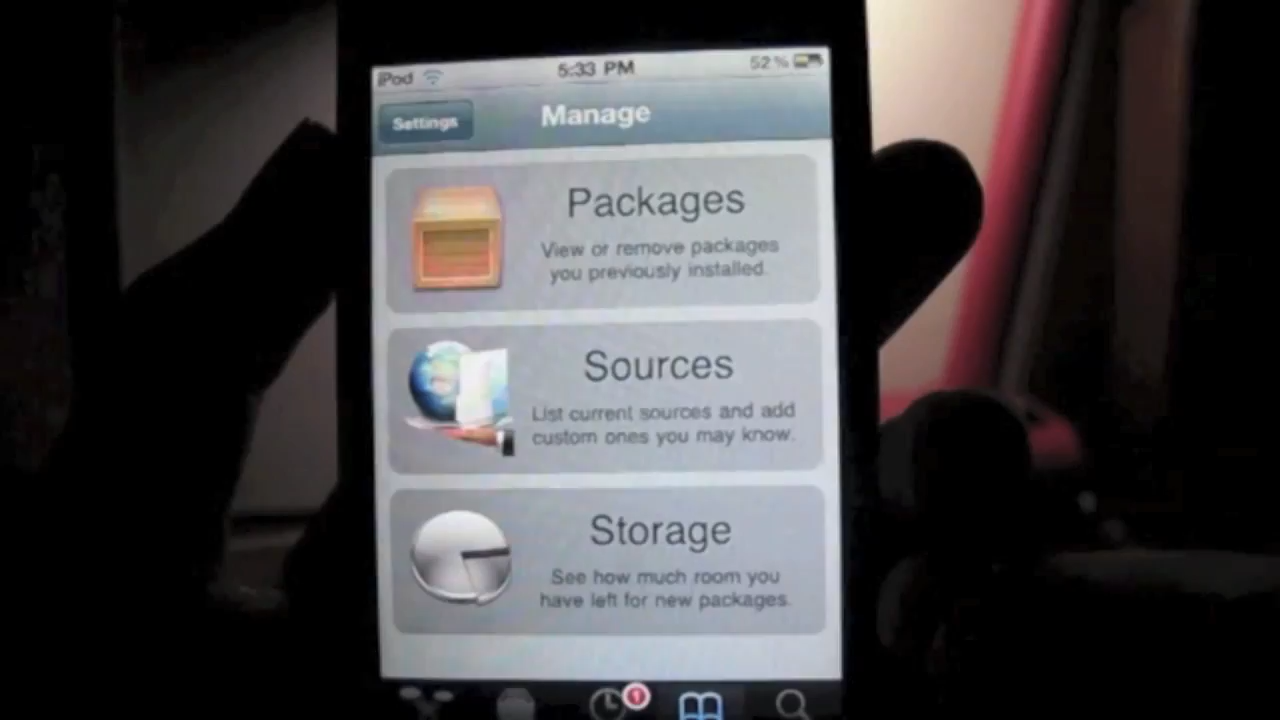 iPod 5:33 PM 52%
Settings Manage
Packages
View or remove packages
you previously installed.
Sources
List current sources and add
custom ones you may know.
Storage
See how much room you
have left for new packages.
1